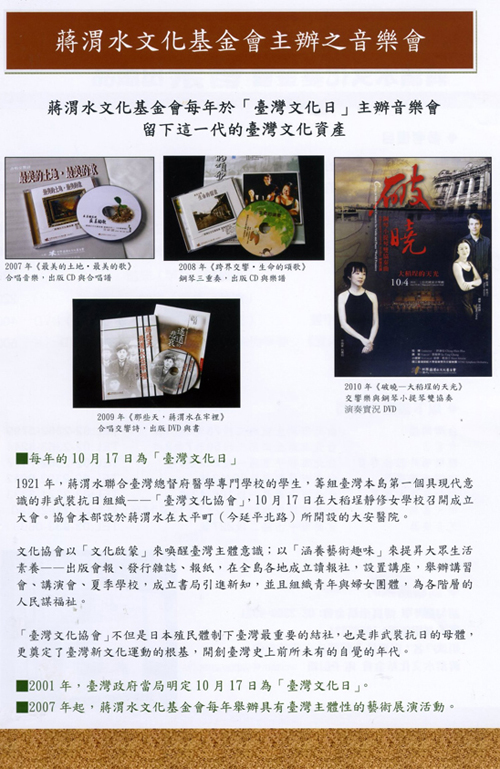 蔣渭水文化基金會主辦之音樂會
蔣渭水文化基金會每年於「臺灣文化日」主辦音樂會
留下這一代的臺灣文化資產
最美的土地・最美的歌
2007 年《最美的土地・最美的歌》
合唱音樂，出版 CD 與合唱譜
2008 年《跨界交響・生命的頌歌》
鋼琴三重奏，出版 CD 與樂譜
破曉
大稻埕的天光
10.4
2010 年《破曉—大稻埕的天光》
交響樂與鋼琴小提琴雙協奏
演奏實況 DVD
2009 年《那些天，蔣渭水在牢裡》
合唱交響詩，出版 DVD 與書
■每年的 10 月 17 日為「臺灣文化日」
1921 年，蔣渭水聯合臺灣總督府醫學專門學校的學生，籌組臺灣本島第一個具現代意
識的非武裝抗日組織——「臺灣文化協會」，10 月 17 日在大稻埕靜修女學校召開成立
大會。協會本部設於蔣渭水在太平町（今延平北路）所開設的大安醫院。
文化協會以「文化啟蒙」來喚醒臺灣主體意識；以「涵養藝術趣味」來提昇大眾生活
素養——出版會報、發行雜誌、報紙，在全島各地成立讀報社，設置講座，舉辦講習
會、講演會、夏季學校，成立書局引進新知，並且組織青年與婦女團體，為各階層的
人民謀福祉。
「臺灣文化協會」不但是日本殖民體制下臺灣最重要的結社，也是非武裝抗日的母體，
更奠定了臺灣新文化運動的根基，開創臺灣史上前所未有的自覺的年代。
■2001 年，臺灣政府當局明定 10 月 17 日為「臺灣文化日」。
■2007 年起，蔣渭水文化基金會每年舉辦具有臺灣主體性的藝術展演活動。